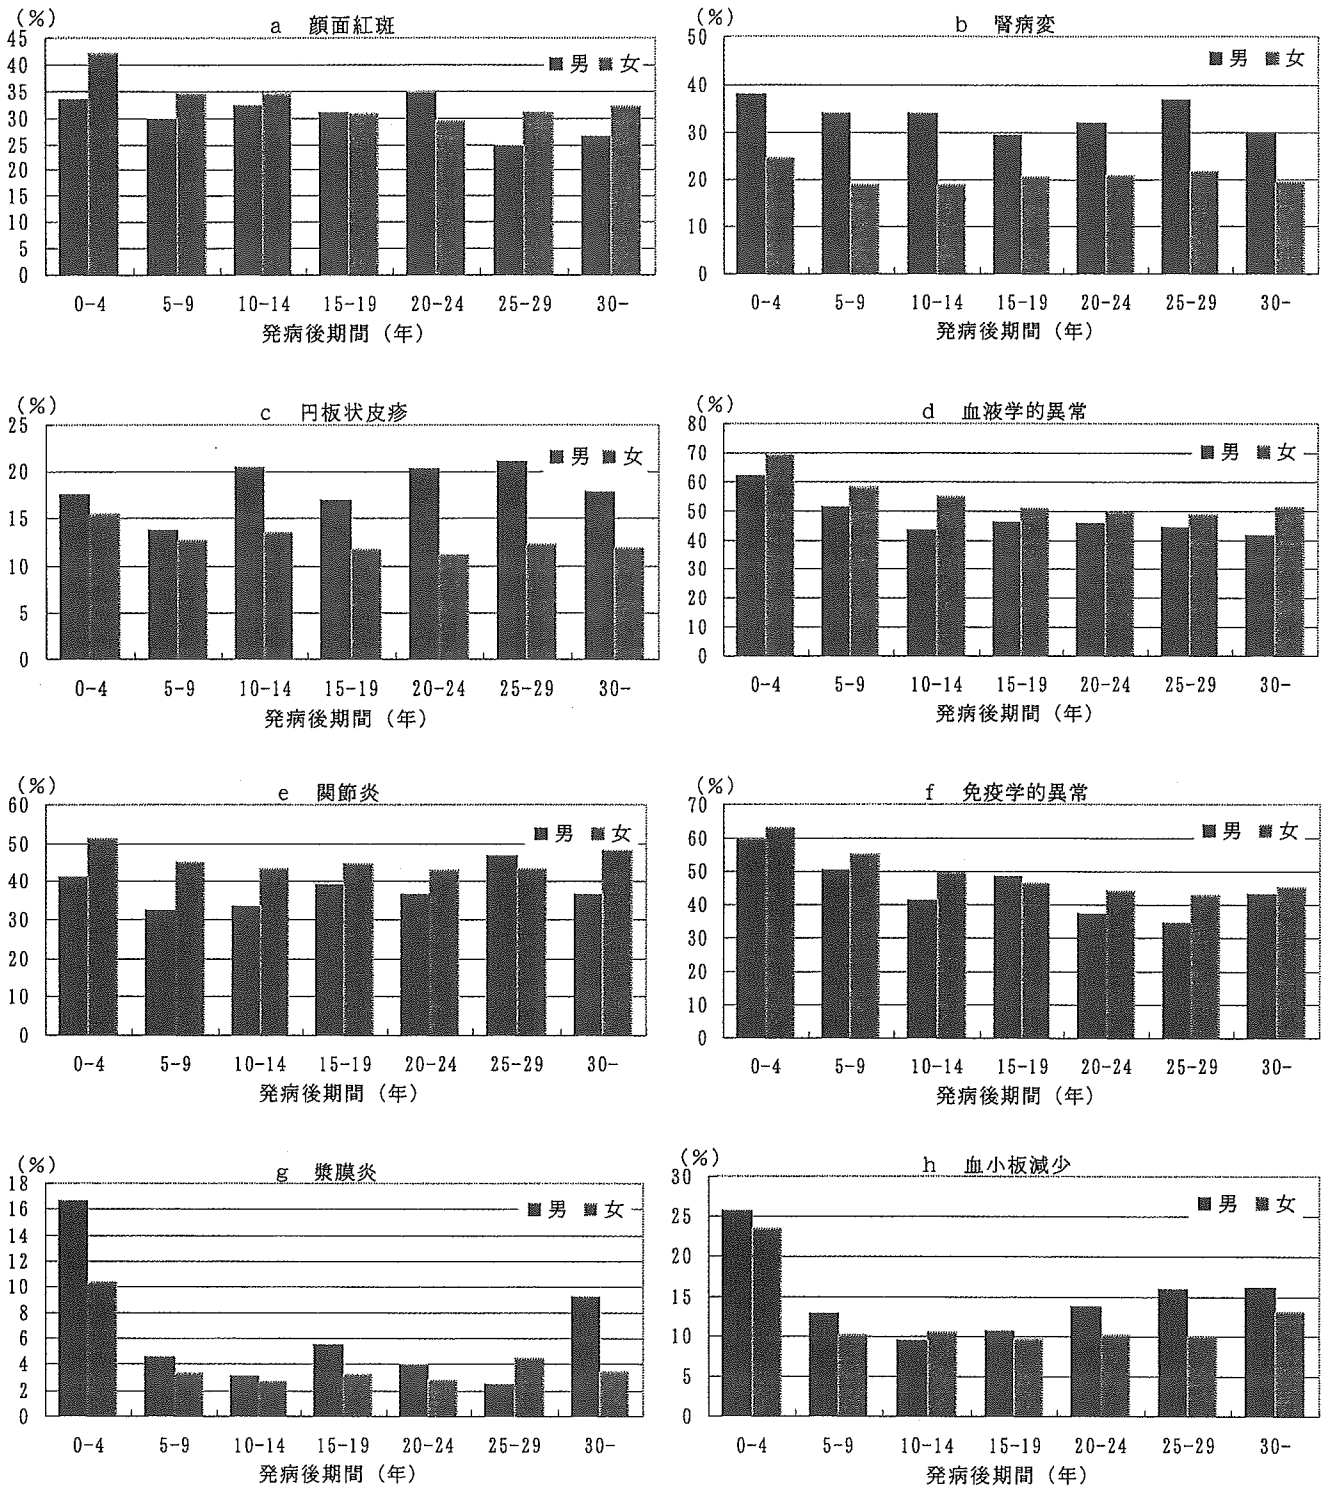 (%)
a 顔面紅斑
45
40
35
30
25
20
15
10
5
0
男 女
0-4 5-9 10-14 15-19 20-24 25-29 30-
発病後期間 (年)
(%)
b 腎病変
50
40
30
20
10
0
男 女
0-4 5-9 10-14 15-19 20-24 25-29 30-
発病後期間 (年)
(%)
c 円板状皮疹
25
20
15
10
5
0
男 女
0-4 5-9 10-14 15-19 20-24 25-29 30-
発病後期間 (年)
(%)
d 血液学的異常
80
70
60
50
40
30
20
10
0
男 女
0-4 5-9 10-14 15-19 20-24 25-29 30-
発病後期間 (年)
(%)
e 関節炎
60
50
40
30
20
10
0
男 女
0-4 5-9 10-14 15-19 20-24 25-29 30-
発病後期間 (年)
(%)
f 免疫学的異常
70
60
50
40
30
20
10
0
男 女
0-4 5-9 10-14 15-19 20-24 25-29 30-
発病後期間 (年)
(%)
g 漿膜炎
18
16
14
12
10
8
6
4
2
0
男 女
0-4 5-9 10-14 15-19 20-24 25-29 30-
発病後期間 (年)
(%)
h 血小板減少
30
25
20
15
10
5
0
男 女
0-4 5-9 10-14 15-19 20-24 25-29 30-
発病後期間 (年)